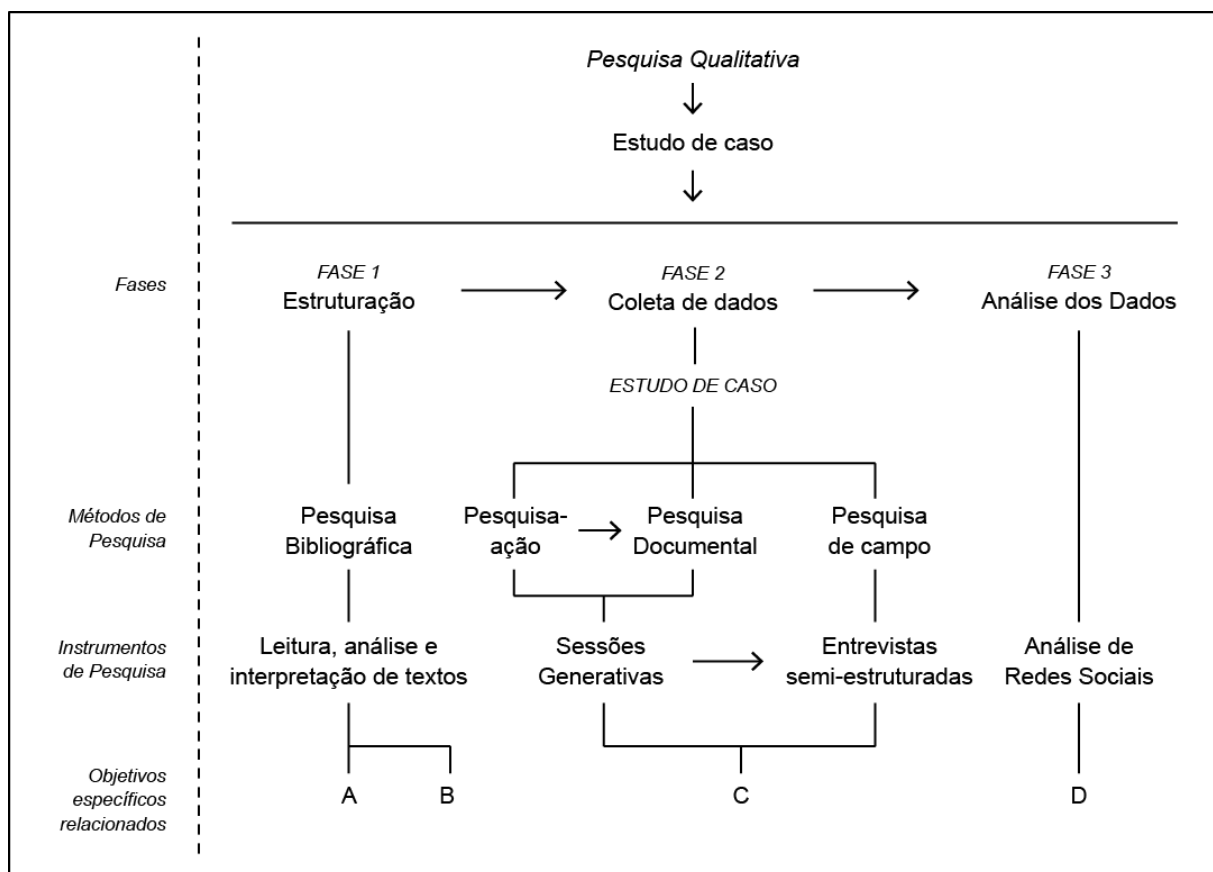 Pesquisa Qualitativa
Estudo de caso
Fases
FASE 1
Estruturação
FASE 2
Coleta de dados
FASE 3
Análise dos Dados
ESTUDO DE CASO
Métodos de
Pesquisa
Pesquisa
Bibliográfica
Pesquisa-
ação
Pesquisa
Documental
Pesquisa
de campo
Instrumentos
de Pesquisa
Leitura, análise e
interpretação de textos
Sessões
Generativas
Entrevistas
semi-estruturadas
Análise de
Redes Sociais
Objetivos
específicos
relacionados
A
B
C
D